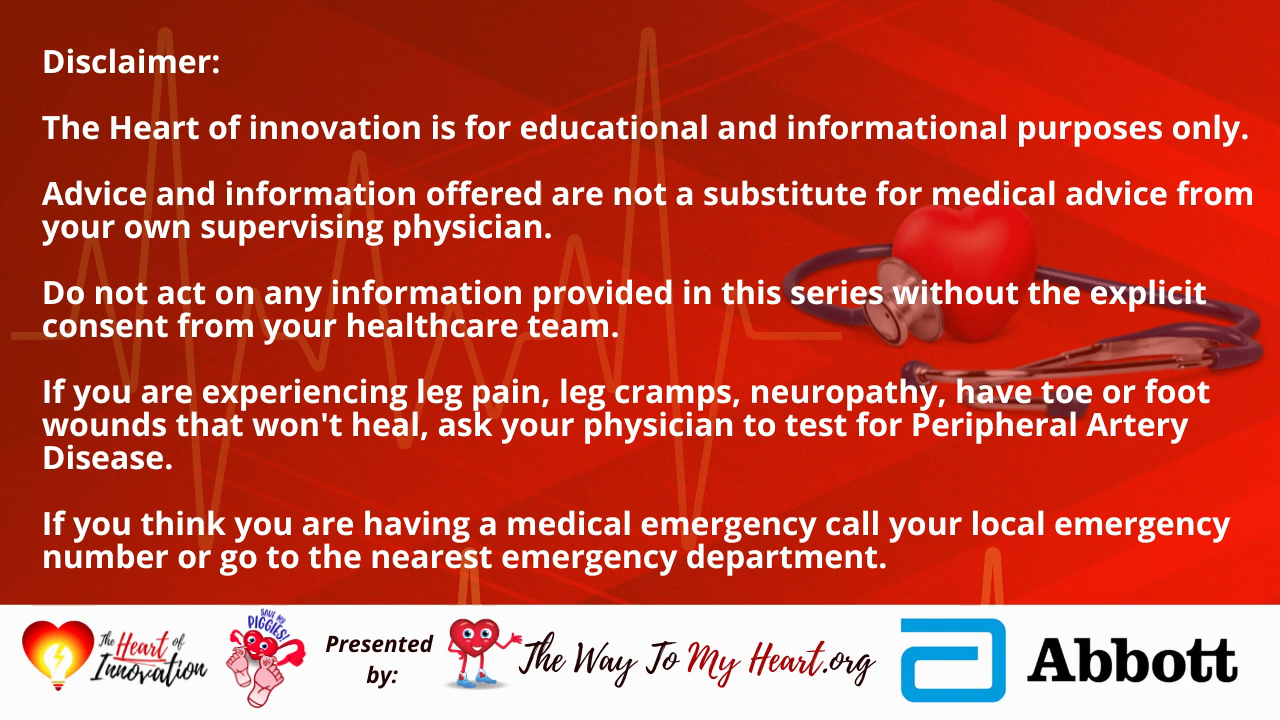 Disclaimer:
The Heart of innovation is for educational and informational purposes only.
Advice and information offered are not a substitute for medical advice from
your own supervising physician.
Do not act on any information provided in this series without the explicit
consent from your healthcare team.
If you are experiencing leg pain, leg cramps, neuropathy, have toe or foot
wounds that won't heal, ask your physician to test for Peripheral Artery
Disease.
If you think you are having a medical emergency call your local emergency
number or go to the nearest emergency department.
The Heart of
Innovation
SAVE MY
PIGGIES!
Presented
by:
The Way To My Heart.org
Abbott